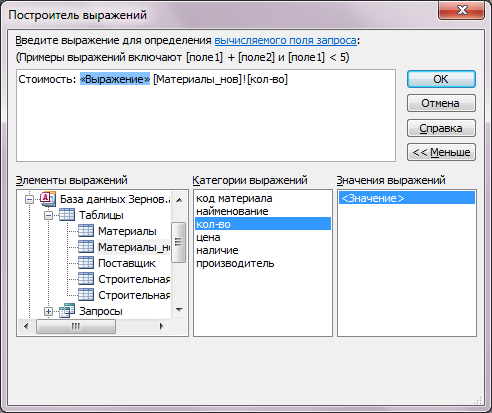 Построитель выражений
Введите выражение для определения вычисляемого поля запроса:
(Примеры выражений включают [поле1] + [поле2] и [поле1] < 5)
Стоимость: «Выражение» [Материалы_нов]![кол-во]
OK
Отмена
Справка
<< Меньше
Элементы выражений
База данных Зернов.a
Таблицы
Материалы
Материалы_но
Поставщик
Строительная
Строительная
Запросы
Категории выражений
код материала
наименование
кол-во
цена
наличие
производитель
Значения выражений
<Значение>